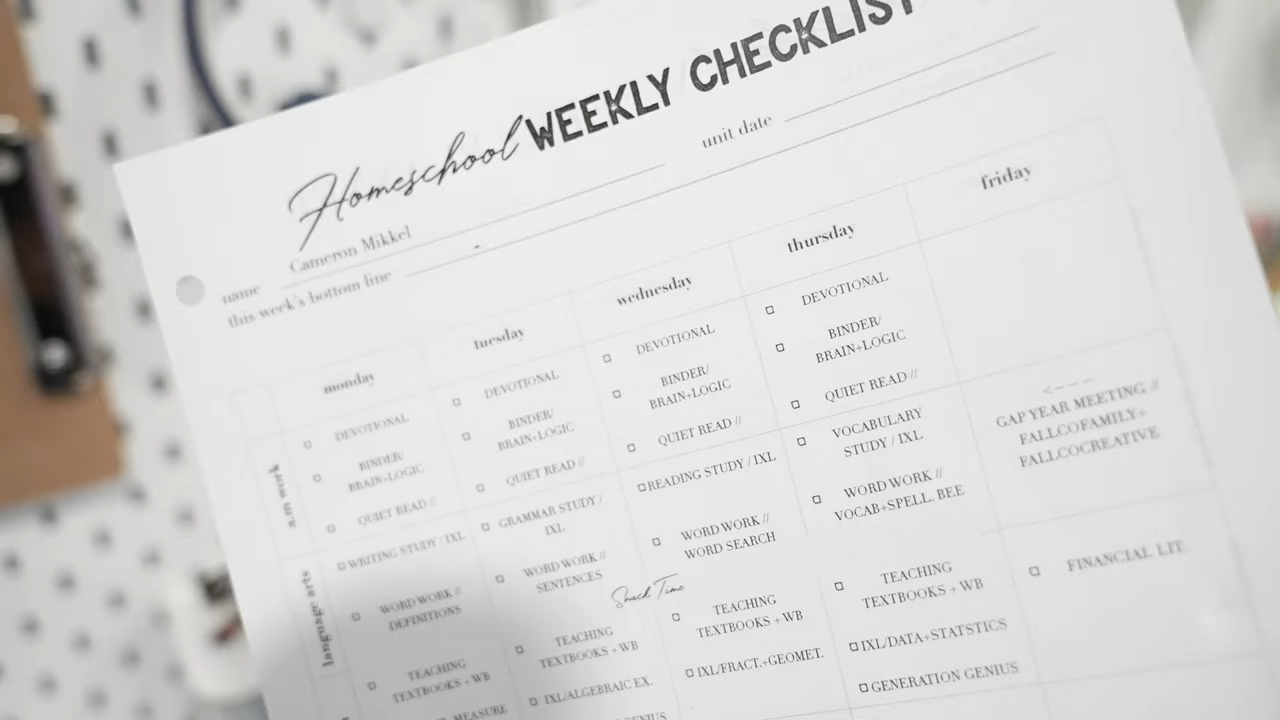 Homeschool WEEKLY CHECKLIST
name Cameron Mikkel
unit date
this week's bottom line
monday
tuesday
wednesday
thursday
friday
a.m work
DEVOTIONAL
BINDER/
BRAIN+LOGIC
QUIET READ //
DEVOTIONAL
BINDER/
BRAIN+LOGIC
QUIET READ //
DEVOTIONAL
BINDER/
BRAIN+LOGIC
QUIET READ //
DEVOTIONAL
BINDER/
BRAIN+LOGIC
QUIET READ //
language arts
WRITING STUDY / IXL
WORD WORK //
DEFINITIONS
GRAMMAR STUDY /
IXL
WORD WORK //
SENTENCES
READING STUDY / IXL
WORD WORK //
WORD SEARCH
VOCABULARY
STUDY / IXL
WORD WORK //
VOCAB+SPELL. BEE
<---
GAP YEAR MEETING //
FALLCOFAMILY+
FALLCOCREATIVE
Snack Time
TEACHING
TEXTBOOKS + WB
MEASURE
TEACHING
TEXTBOOKS + WB
IXL/ALGEBRAIC EX.
GENIUS
TEACHING
TEXTBOOKS + WB
IXL/FRACT.+GEOMET.
TEACHING
TEXTBOOKS + WB
IXL/DATA+STATSTICS
GENERATION GENIUS
FINANCIAL LIT.